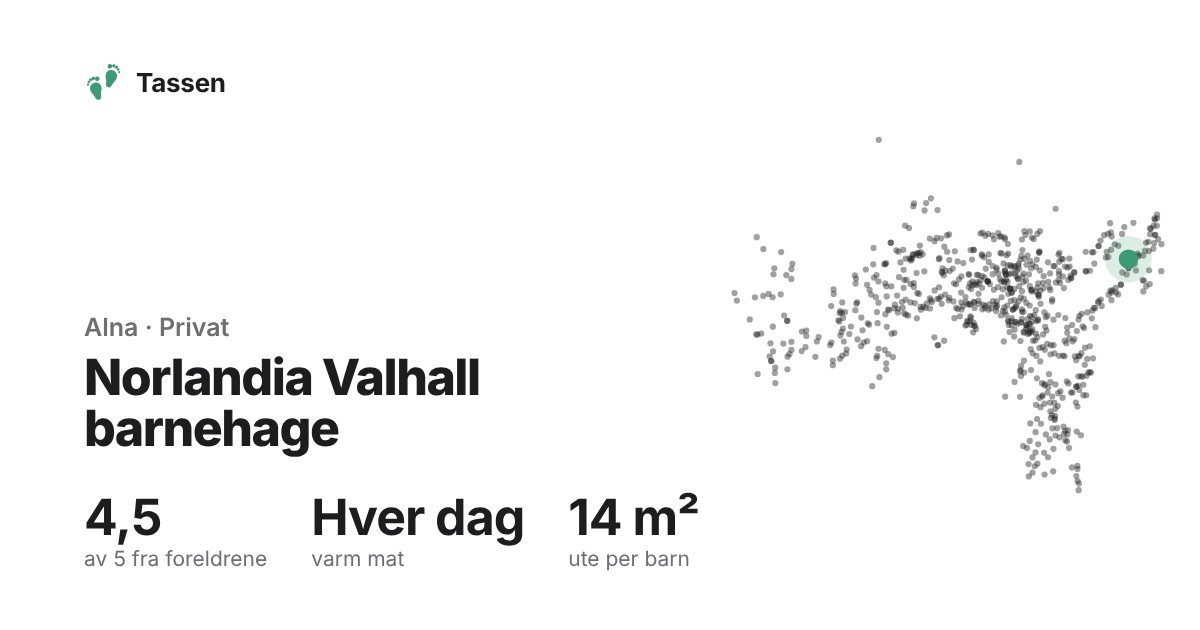 Tassen
Alna · Privat
Norlandia Valhall
barnehage
4,5
av 5 fra foreldrene
Hver dag
varm mat
14 m²
ute per barn